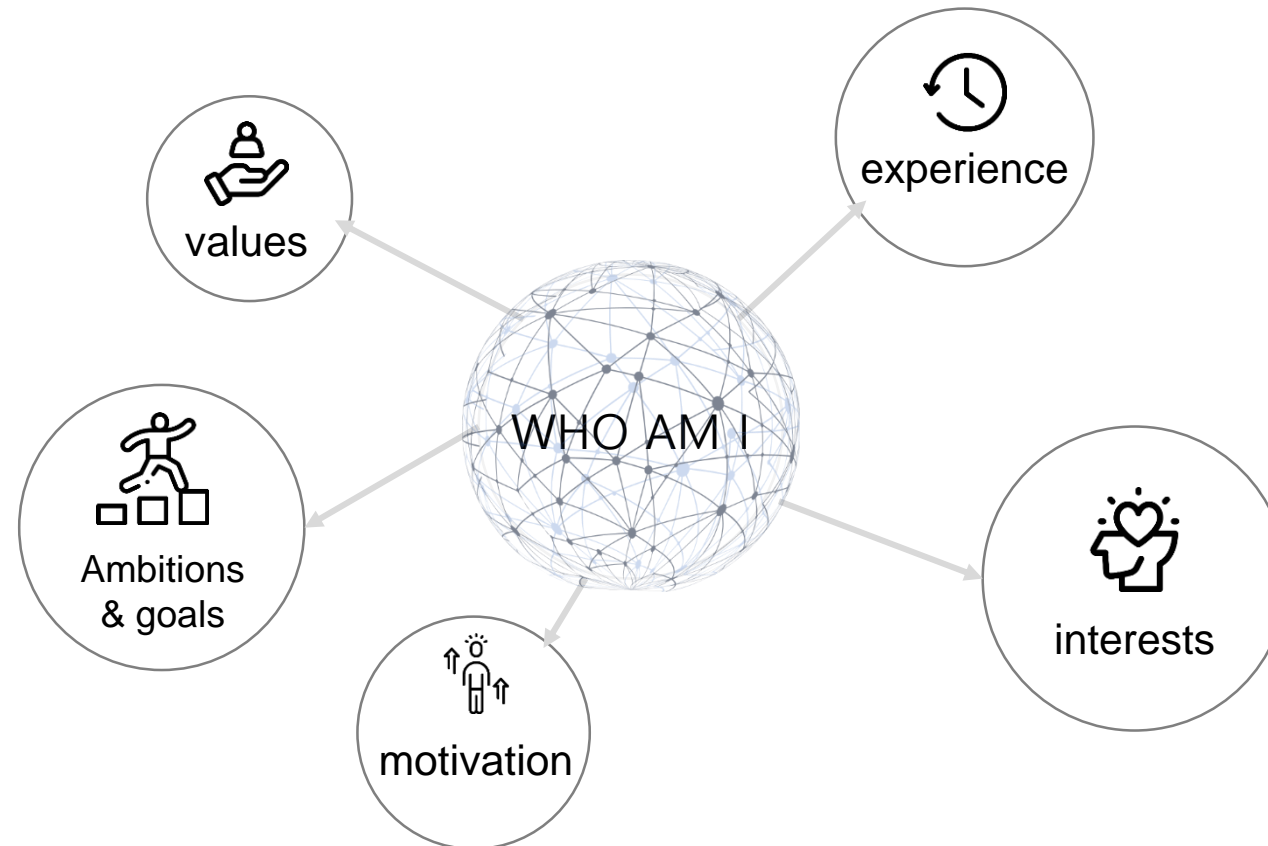 experience
values
WHO AM I
Ambitions
& goals
interests
motivation